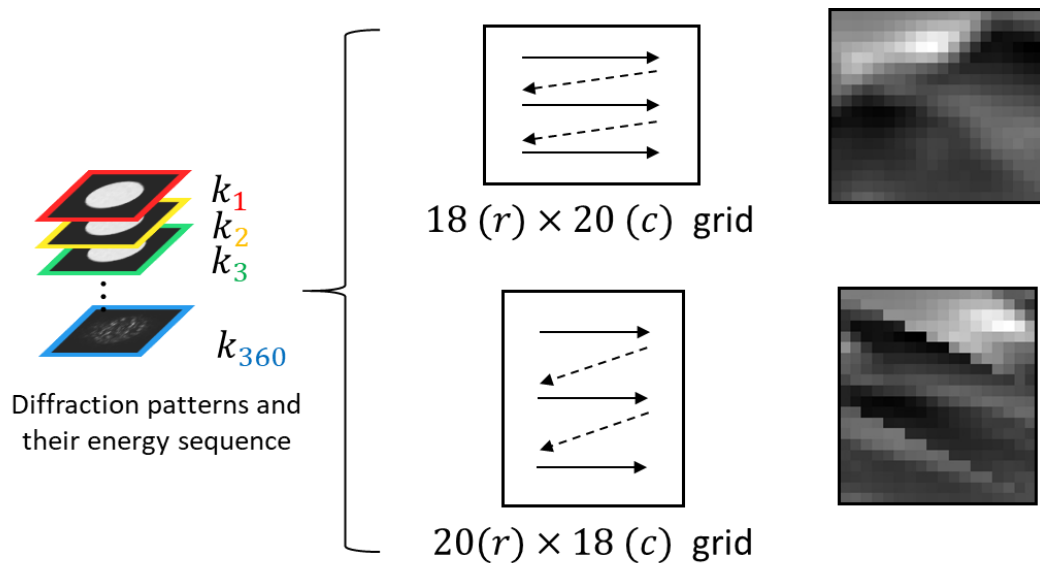 k₁
k₂
k₃
k₃₆₀
Diffraction patterns and
their energy sequence
18 (r) × 20 (c) grid
20(r) × 18 (c) grid